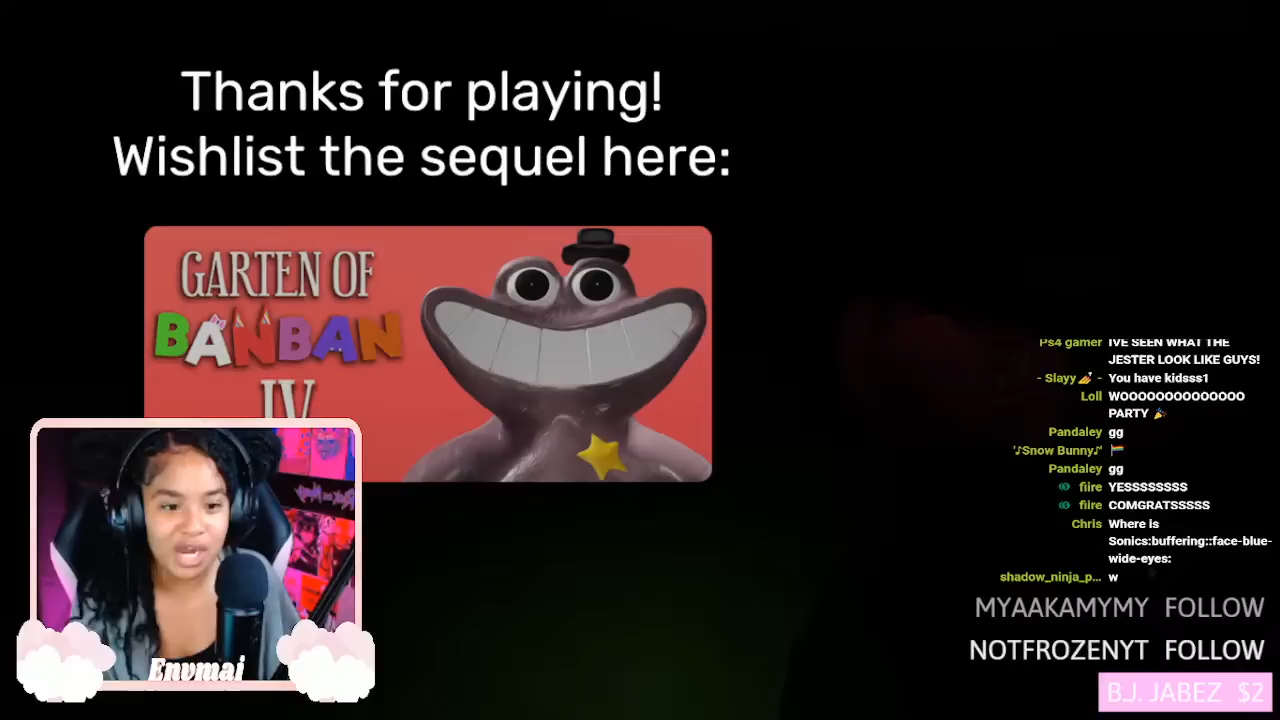 Thanks for playing!
Wishlist the sequel here:
GARTEN OF
BANBAN
IV
Envmai
Ps4 gamer IVE SEEN WHAT THE
JESTER LOOK LIKE GUYS!
- Slayy💅 - You have kidsss1
Loll WOOOOOOOOOOOOOO
PARTY 🎉
Pandaley gg
'♪Snow Bunny♪' 🏳️‍🌈
Pandaley gg
fiire YESSSSSSSS
fiire COMGRATSSSSS
Chris Where is
Sonics:buffering::face-blue-
wide-eyes:
shadow_ninja_p... w
MYAAKAMYMY FOLLOW
NOTFROZENYT FOLLOW
B.J. JABEZ $2